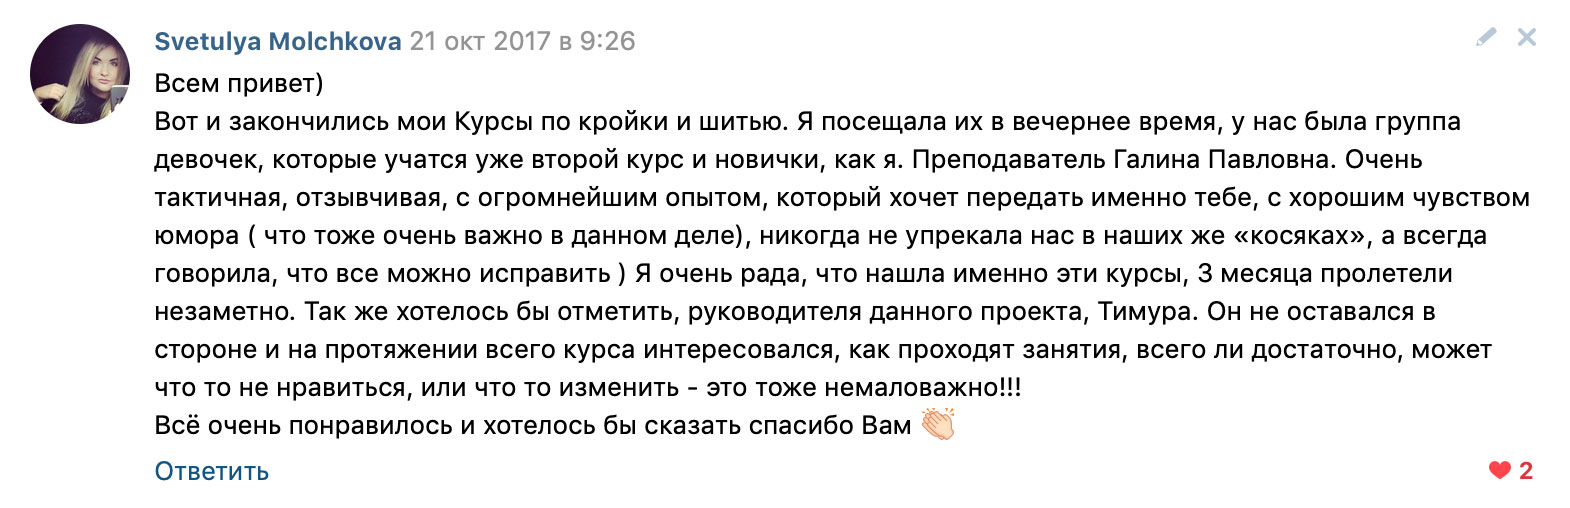 Svetulya Molchkova 21 окт 2017 в 9:26
Всем привет)
Вот и закончились мои Курсы по кройки и шитью. Я посещала их в вечернее время, у нас была группа
девочек, которые учатся уже второй курс и новички, как я. Преподаватель Галина Павловна. Очень
тактичная, отзывчивая, с огромнейшим опытом, который хочет передать именно тебе, с хорошим чувством
юмора ( что тоже очень важно в данном деле), никогда не упрекала нас в наших же «косяках», а всегда
говорила, что все можно исправить ) Я очень рада, что нашла именно эти курсы, 3 месяца пролетели
незаметно. Так же хотелось бы отметить, руководителя данного проекта, Тимура. Он не оставался в
стороне и на протяжении всего курса интересовался, как проходят занятия, всего ли достаточно, может
что то не нравиться, или что то изменить - это тоже немаловажно!!!
Всё очень понравилось и хотелось бы сказать спасибо Вам 👏🏻
Ответить ❤ 2